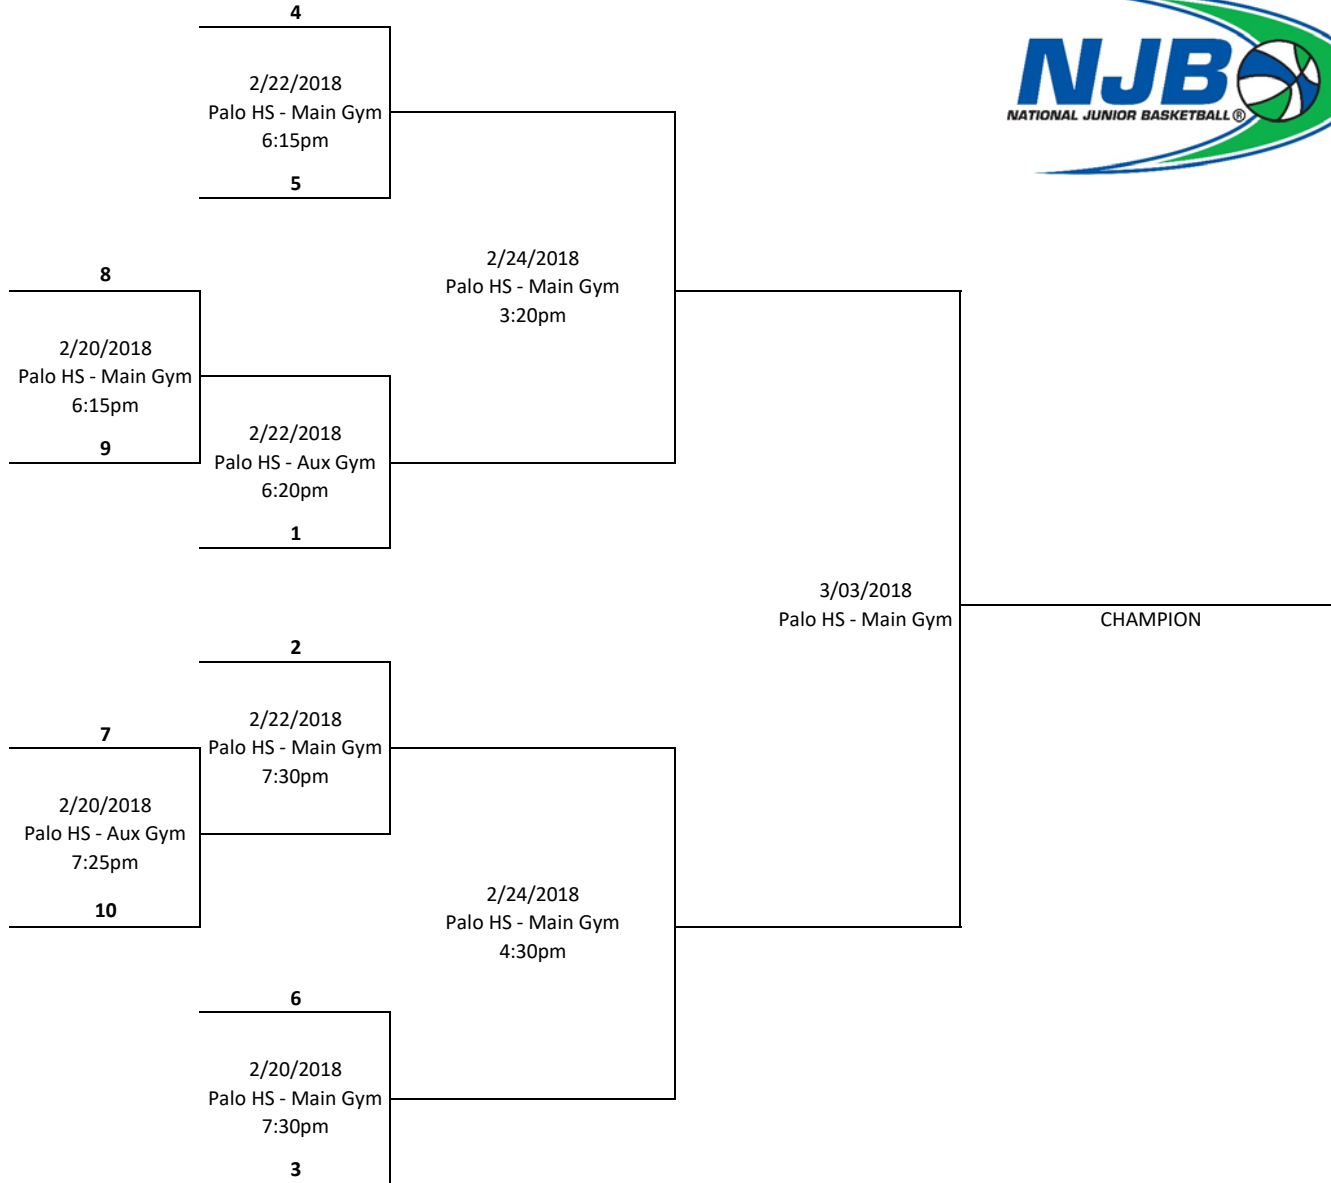 4
2/22/2018
Palo HS - Main Gym
6:15pm
5
NJB
NATIONAL JUNIOR BASKETBALL®
8
2/20/2018
Palo HS - Main Gym
6:15pm
9
2/24/2018
Palo HS - Main Gym
3:20pm
2/22/2018
Palo HS - Aux Gym
6:20pm
1
3/03/2018
Palo HS - Main Gym
CHAMPION
2
2/22/2018
Palo HS - Main Gym
7:30pm
7
2/20/2018
Palo HS - Aux Gym
7:25pm
10
2/24/2018
Palo HS - Main Gym
4:30pm
6
2/20/2018
Palo HS - Main Gym
7:30pm
3